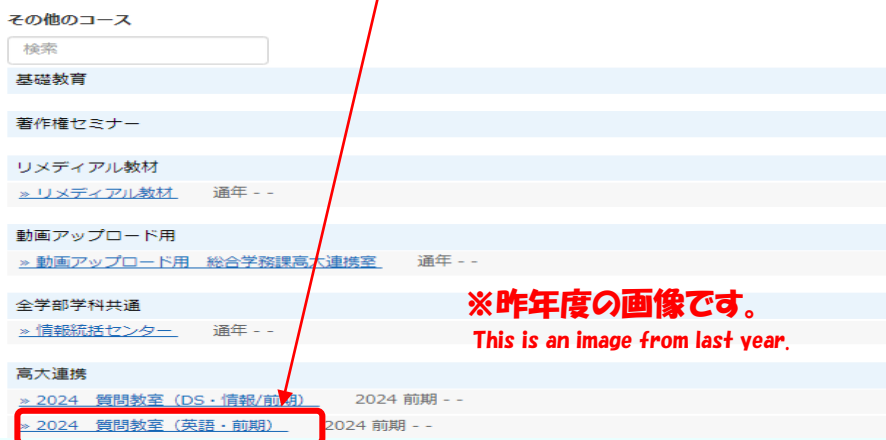 その他のコース
検索
基礎教育
著作権セミナー
リメディアル教材
» リメディアル教材 通年 - -
動画アップロード用
» 動画アップロード用 総合学務課高大連携室 通年 - -
全学部学科共通
» 情報統括センター 通年 - -
※昨年度の画像です。
This is an image from last year.
高大連携
» 2024 質問教室（DS・情報/前期） 2024 前期 - -
» 2024 質問教室（英語・前期） 2024 前期 - -